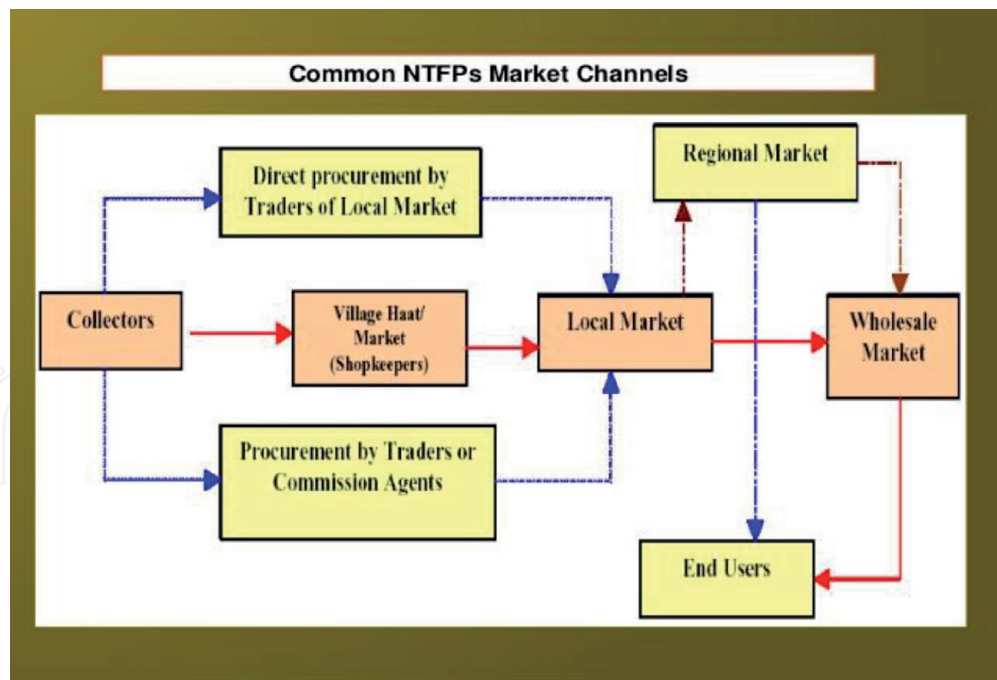 Common NTFPs Market Channels
Direct procurement by
Traders of Local Market
Regional Market
Collectors
Village Haat/
Market
(Shopkeepers)
Local Market
Wholesale
Market
Procurement by Traders or
Commission Agents
End Users